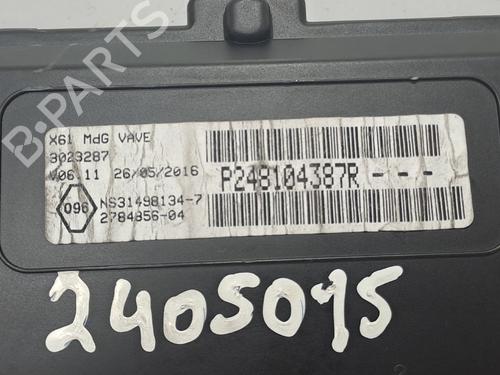 X61 MdG VAVE
3023287
V06.11 26/05/2016
P248104387R---
096
NS31498134-7
2784856-04
2405015
B-PARTS